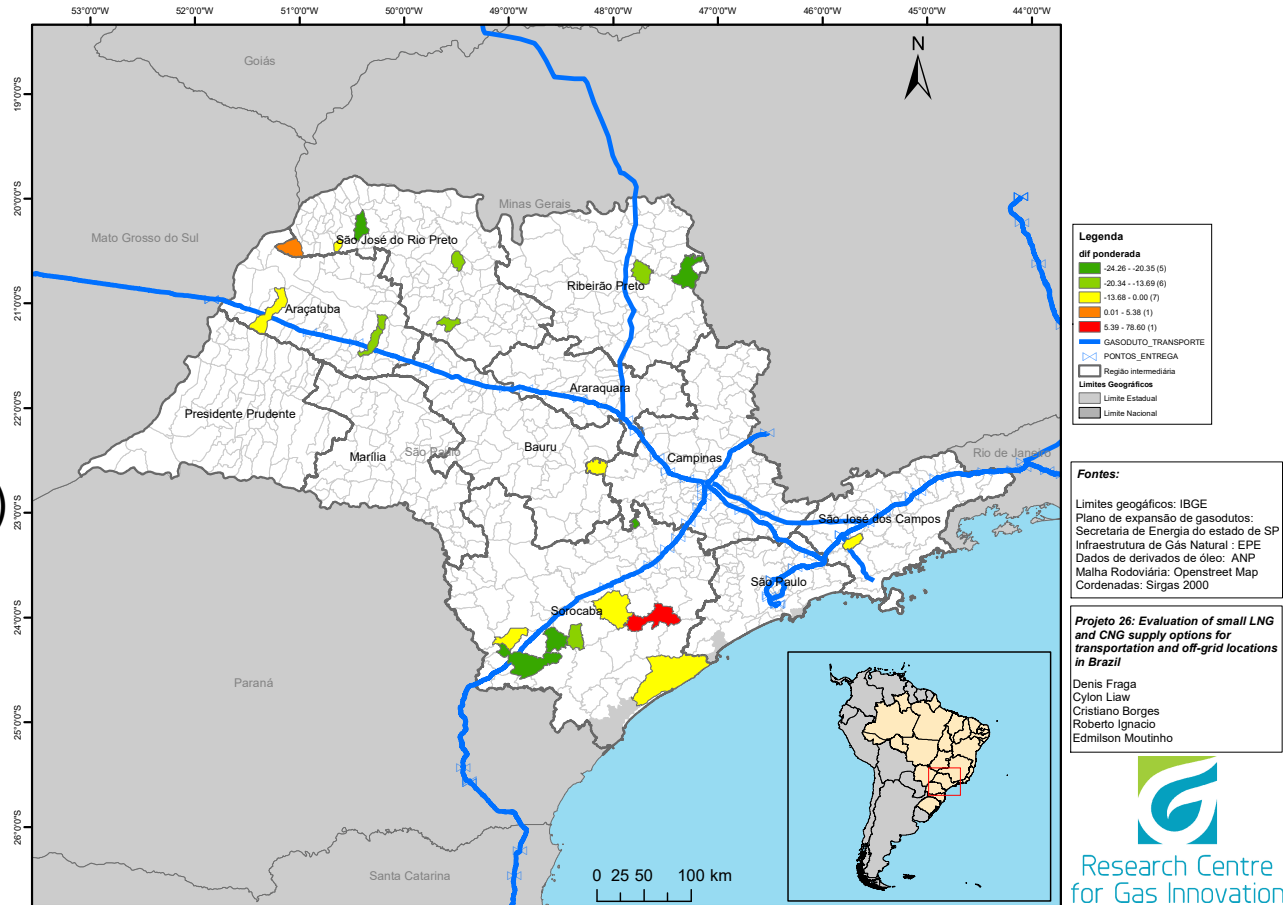 53°0'0"O 52°0'0"O 51°0'0"O 50°0'0"O 49°0'0"O 48°0'0"O 47°0'0"O 46°0'0"O 45°0'0"O 44°0'0"O
19°0'0"S
20°0'0"S
21°0'0"S
22°0'0"S
23°0'0"S
24°0'0"S
25°0'0"S
26°0'0"S
)
N
Goiás
Minas Gerais
Mato Grosso do Sul
São José do Rio Preto
Ribeirão Preto
Araçatuba
Araraquara
Presidente Prudente
Marília
São Paulo
Bauru
Campinas
Rio de Janeiro
São José dos Campos
São Paulo
Sorocaba
Paraná
Santa Catarina
0 25 50 100 km
Legenda
dif ponderada
-24.26 - -20.35 (5)
-20.34 - -13.69 (6)
-13.68 - 0.00 (7)
0.01 - 5.38 (1)
5.39 - 78.60 (1)
GASODUTO_TRANSPORTE
PONTOS_ENTREGA
Região intermediária
Limites Geográficos
Limite Estadual
Limite Nacional
Fontes:
Limites geográficos: IBGE
Plano de expansão de gasodutos:
Secretaria de Energia do estado de SP
Infraestrutura de Gás Natural : EPE
Dados de derivados de óleo: ANP
Malha Rodoviária: Openstreet Map
Cordenadas: Sirgas 2000
Projeto 26: Evaluation of small LNG
and CNG supply options for
transportation and off-grid locations
in Brazil
Denis Fraga
Cylon Liaw
Cristiano Borges
Roberto Ignacio
Edmilson Moutinho
Research Centre
for Gas Innovation